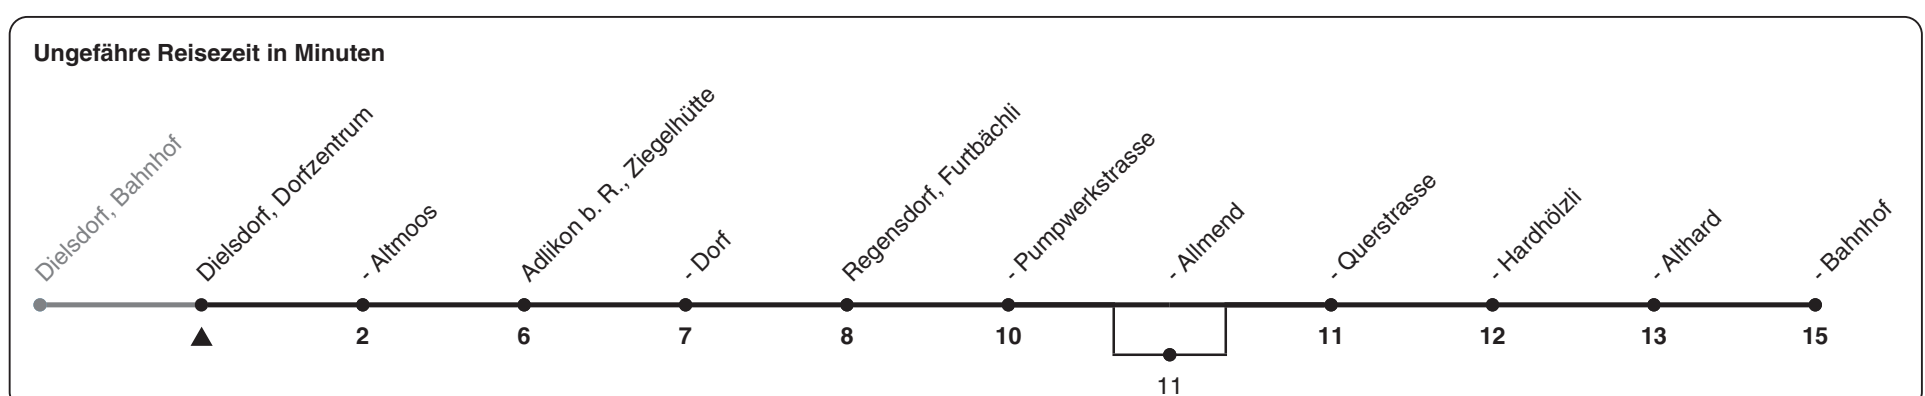 Ungefähre Reisezeit in Minuten
Dielsdorf, Bahnhof
Dielsdorf, Dorfzentrum
- Altmoos
Adlikon b. R., Ziegelhütte
- Dorf
Regensdorf, Furtbächli
- Pumpwerkstrasse
- Allmend
- Querstrasse
- Hardhölzli
- Althard
- Bahnhof
2 6 7 8 10 11 12 13 15
11